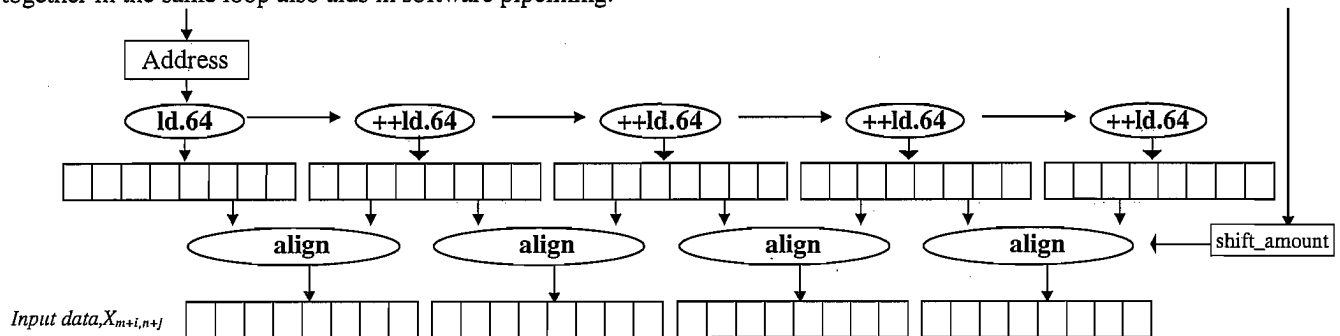 together in the same loop also aids in software pipelining.
Address
ld.64 ++ld.64 ++ld.64 ++ld.64 ++ld.64
align align align align shift_amount
Input data,Xm+i,n+j